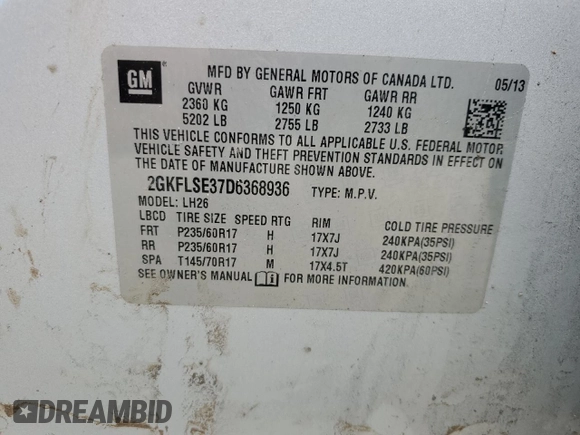 GM
MFD BY GENERAL MOTORS OF CANADA LTD. 05/13
GVWR GAWR FRT GAWR RR
2360 KG 1250 KG 1240 KG
5202 LB 2755 LB 2733 LB
THIS VEHICLE CONFORMS TO ALL APPLICABLE U.S. FEDERAL MOTOR
VEHICLE SAFETY AND THEFT PREVENTION STANDARDS IN EFFECT ON
THE DATE OF MANUFACTURE SHOWN ABOVE.
2GKFLSE37D6368936 TYPE: M.P.V.
MODEL: LH26
LBCD TIRE SIZE SPEED RTG RIM COLD TIRE PRESSURE
FRT P235/60R17 H 17X7J 240KPA(35PSI)
RR P235/60R17 H 17X7J 240KPA(35PSI)
SPA T145/70R17 M 17X4.5T 420KPA(60PSI)
SEE OWNER'S MANUAL FOR MORE INFORMATION.
DREAMBID